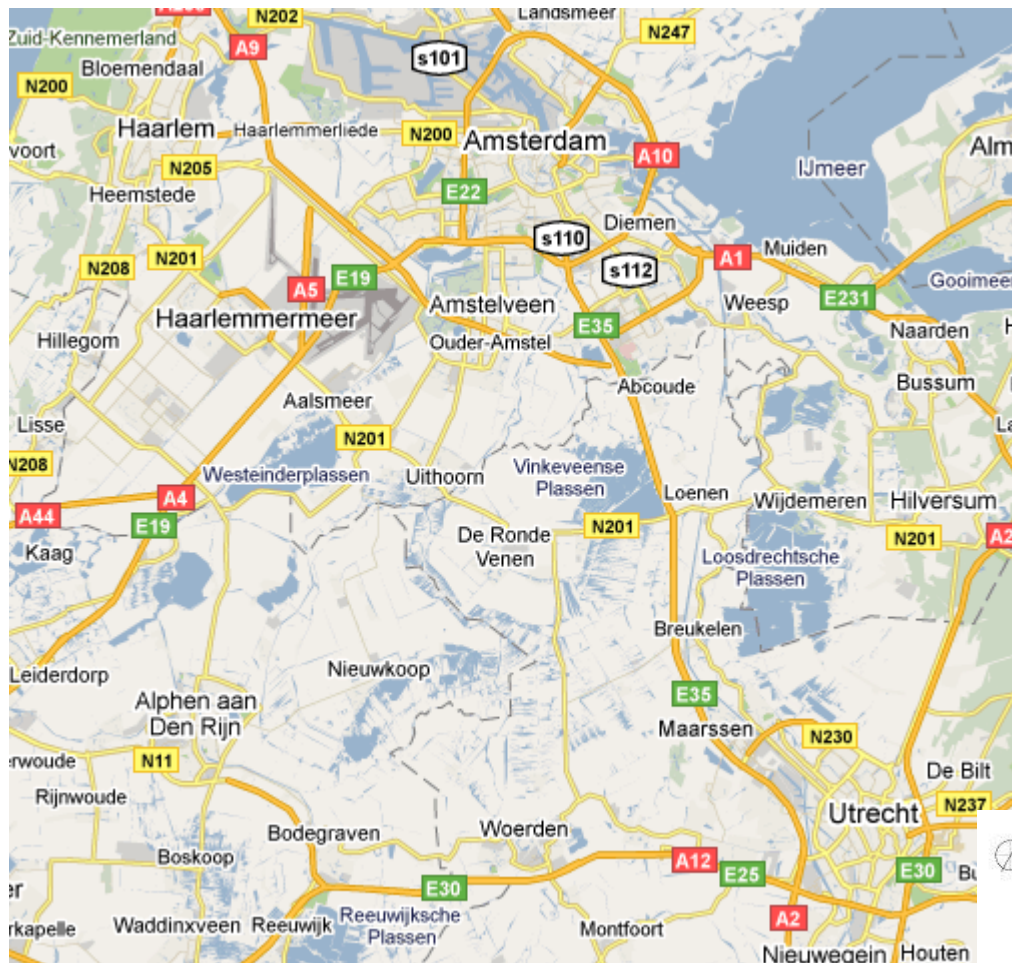 Landsmeer
N202
N247
Zuid-Kennemerland
A9
s101
Bloemendaal
N200
Haarlem
Haarlemmerliede
N200
Amsterdam
Alm
voort
A10
N205
IJmeer
Heemstede
E22
Diemen
s110
Muiden
N201
N208
A1
s112
E19
A5
Gooimeer
E231
Weesp
Amstelveen
Haarlemmermeer
E35
Naarden
H
Hillegom
Ouder-Amstel
Bussum
Abcoude
Aalsmeer
Lisse
La
N201
N208
Westeinderplassen
Uithoorn
Vinkeveense
Plassen
Loenen
Wijdemeren
Hilversum
A4
A44
E19
N201
De Ronde
Venen
N201
A2
Kaag
Loosdrechtsche
Plassen
Breukelen
Leiderdorp
Nieuwkoop
E35
Alphen aan
Den Rijn
Maarssen
N230
erwoude
N11
De Bilt
Rijnwoude
N237
Utrecht
Bodegraven
Woerden
Boskoop
A12
E25
E30
Bu
er
E30
A2
rkapelle
Waddinxveen
Reeuwijk
Reeuwijksche
Plassen
Montfoort
Nieuwegein
Houten